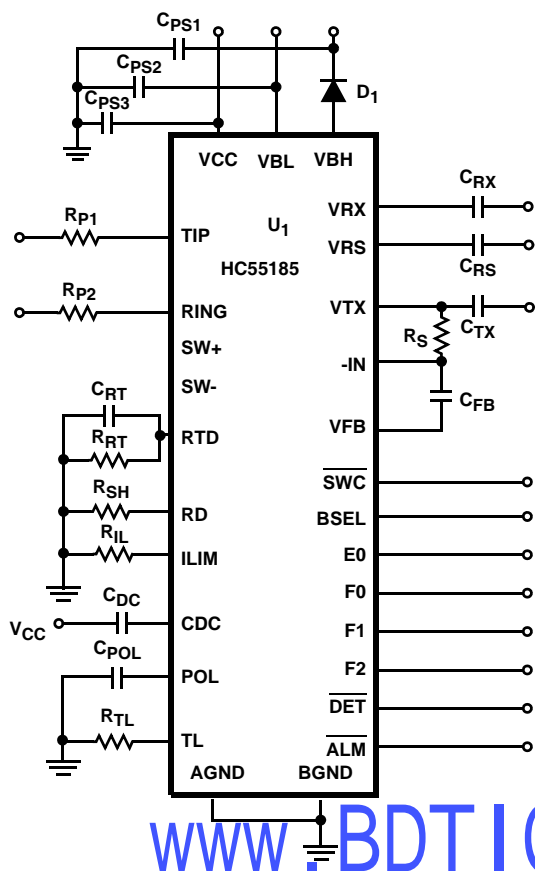 CPS1
CPS2
CPS3
D1
VCC VBL VBH
U1
HC55185
RP1
TIP
RP2
RING
SW+
SW-
CRT
RTD
RRT
RSH
RD
RIL
ILIM
CDC
VCC
CDC
CPOL
POL
RTL
TL
AGND BGND
VRX
CRX
VRS
CRS
VTX
CTX
RS
-IN
CFB
VFB
SWC
BSEL
E0
F0
F1
F2
DET
ALM
www.BDTIC